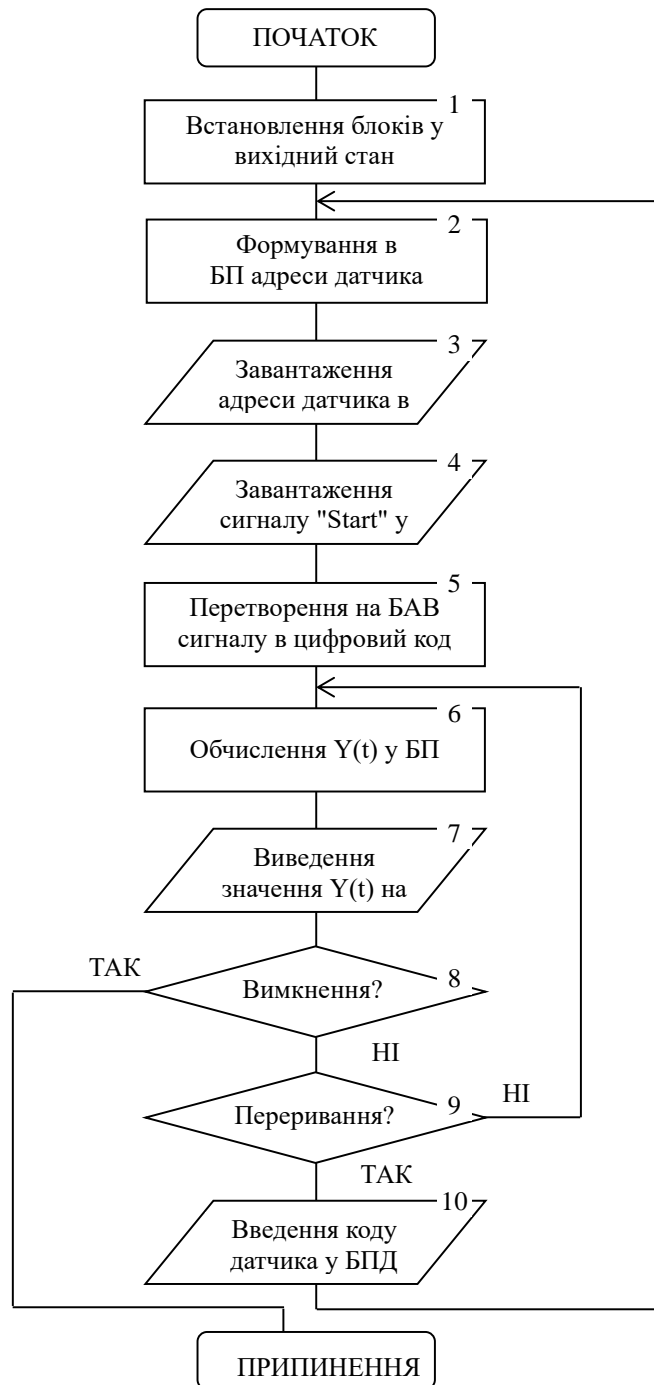 ПОЧАТОК
1
Встановлення блоків у
вихідний стан
2
Формування в
БП адреси датчика
3
Завантаження
адреси датчика в
4
Завантаження
сигналу "Start" у
5
Перетворення на БАВ
сигналу в цифровий код
6
Обчислення Y(t) у БП
7
Виведення
значення Y(t) на
ТАК
8
Вимкнення?
НІ
9
НІ
Переривання?
ТАК
10
Введення коду
датчика у БПД
ПРИПИНЕННЯ